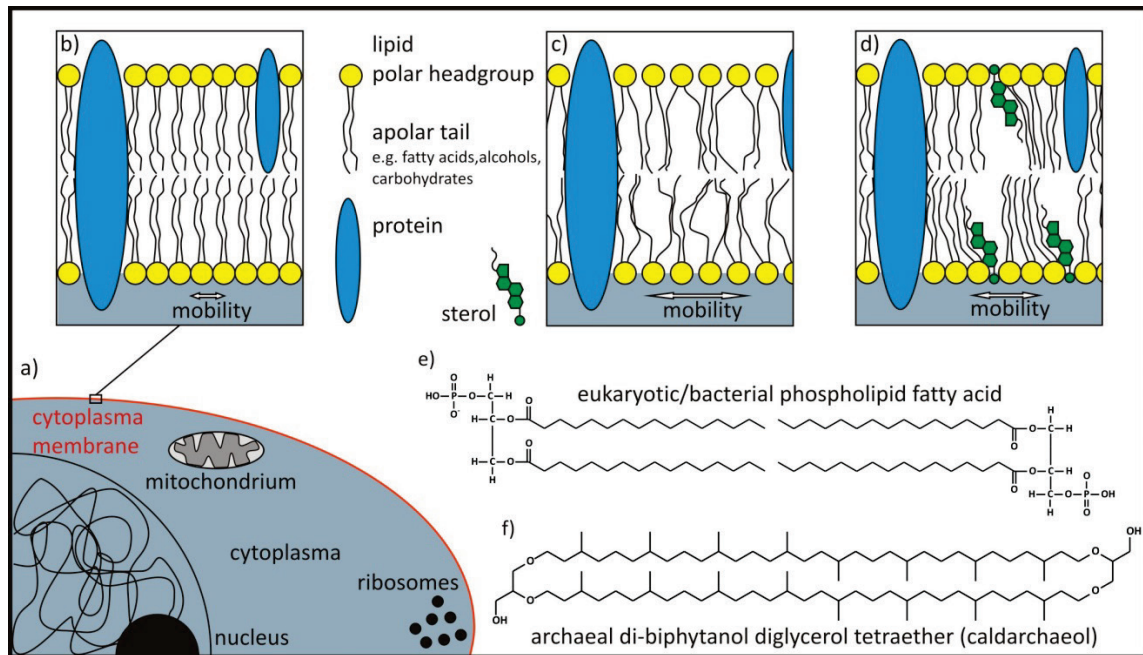 b)
mobility
lipid
polar headgroup
apolar tail
e.g. fatty acids,alcohols,
carbohydrates
protein
sterol
c)
mobility
d)
mobility
a)
cytoplasma
membrane
mitochondrium
cytoplasma
ribosomes
nucleus
e)
eukaryotic/bacterial phospholipid fatty acid
O
H
HO-P-O-C-H
O-
H-C-O-C
O
H-C-O-C
O
H
O-C-H
O
H
O-C-H
O
H-C-O-P-OH
H
O
O
f)
OH
O
O
O
O
OH
archaeal di-biphytanol diglycerol tetraether (caldarchaeol)